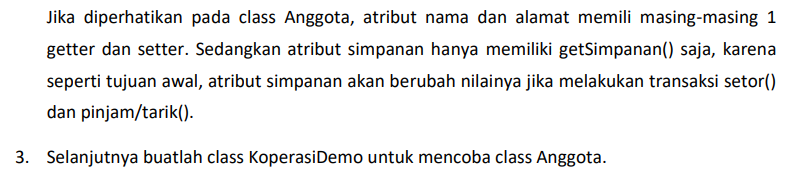 Jika diperhatikan pada class Anggota, atribut nama dan alamat memili masing-masing 1
getter dan setter. Sedangkan atribut simpanan hanya memiliki getSimpanan() saja, karena
seperti tujuan awal, atribut simpanan akan berubah nilainya jika melakukan transaksi setor()
dan pinjam/tarik().
3. Selanjutnya buatlah class KoperasiDemo untuk mencoba class Anggota.